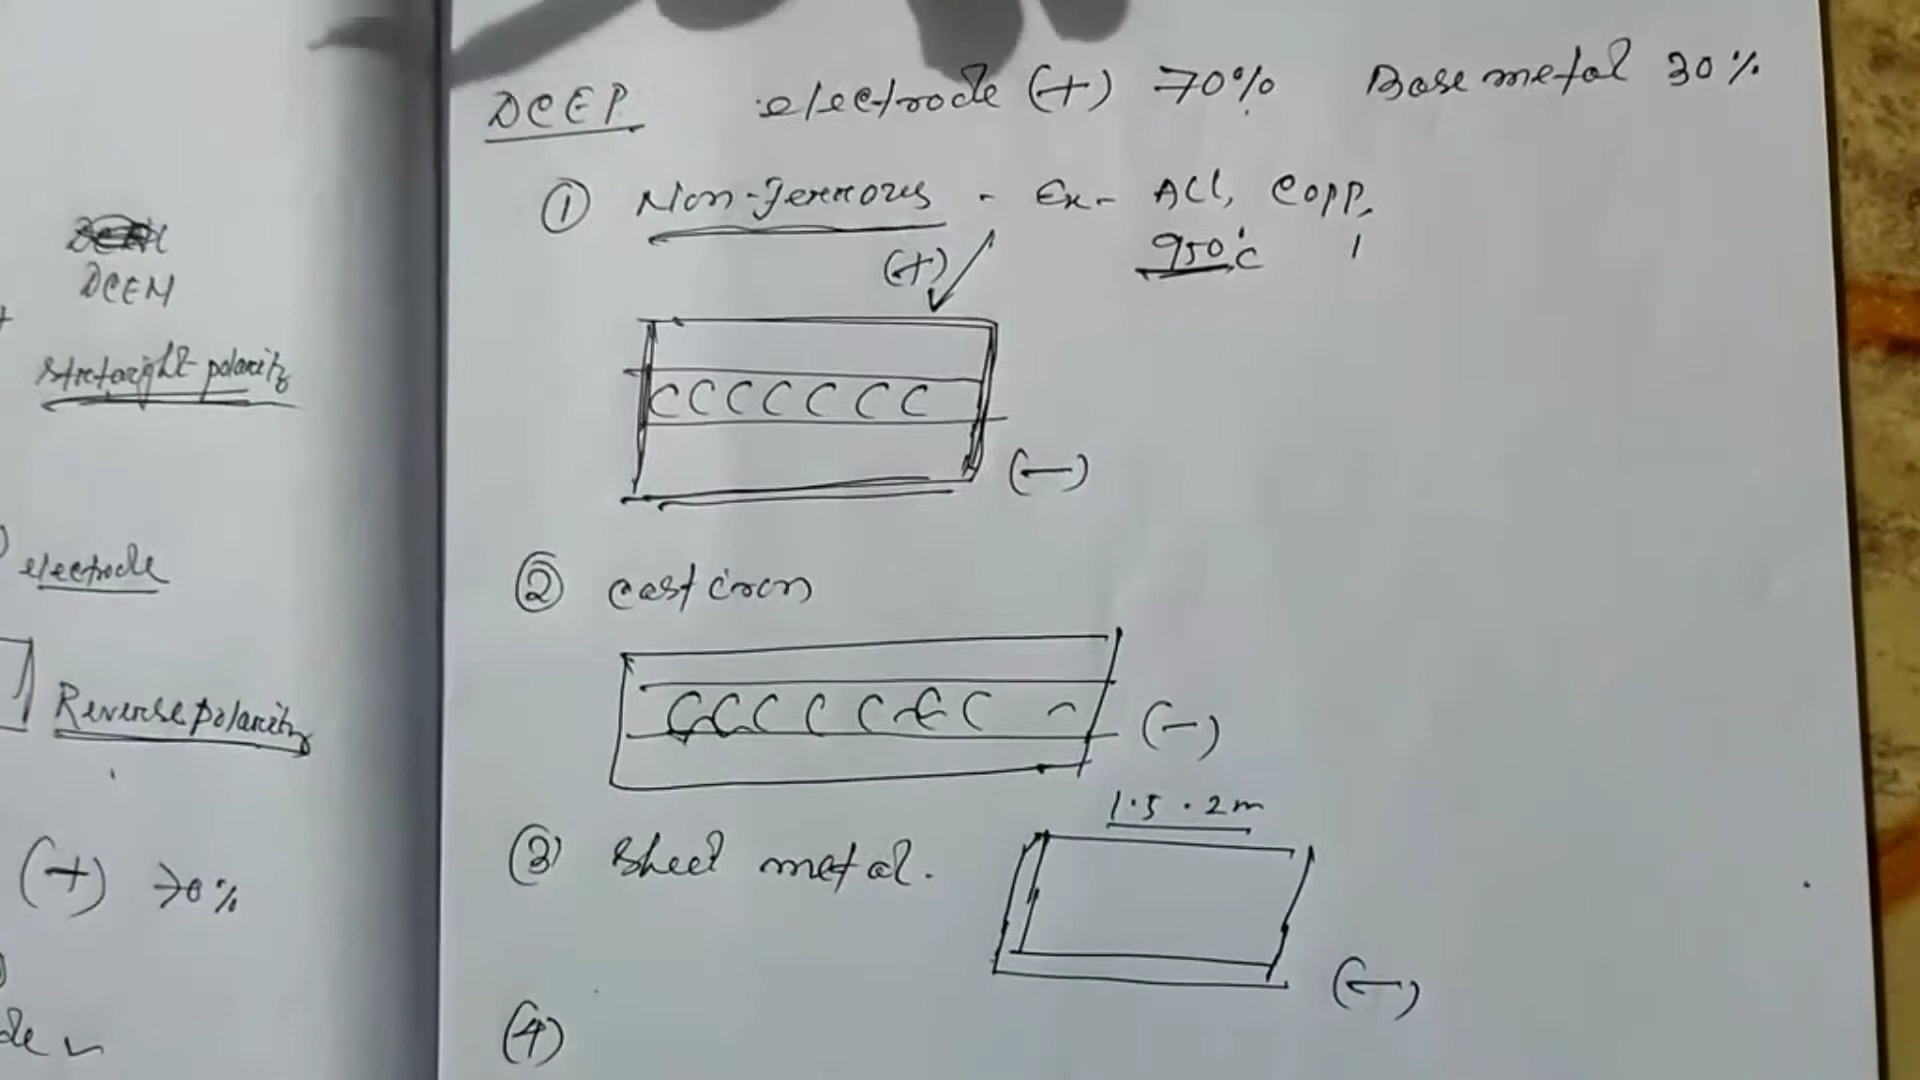 DCEN
straight polarity
electrode
Reverse polarity
(+) 70%
DCEP electrode (+) 70% Base metal 30%
① Non-ferrous - Ex- ALL, Copp,
950°C
(+)
CCCCCCC
(-)
② cast iron
CCCCCCC
(-)
③ Sheet metal.
1.5 . 2m
(-)
(4)